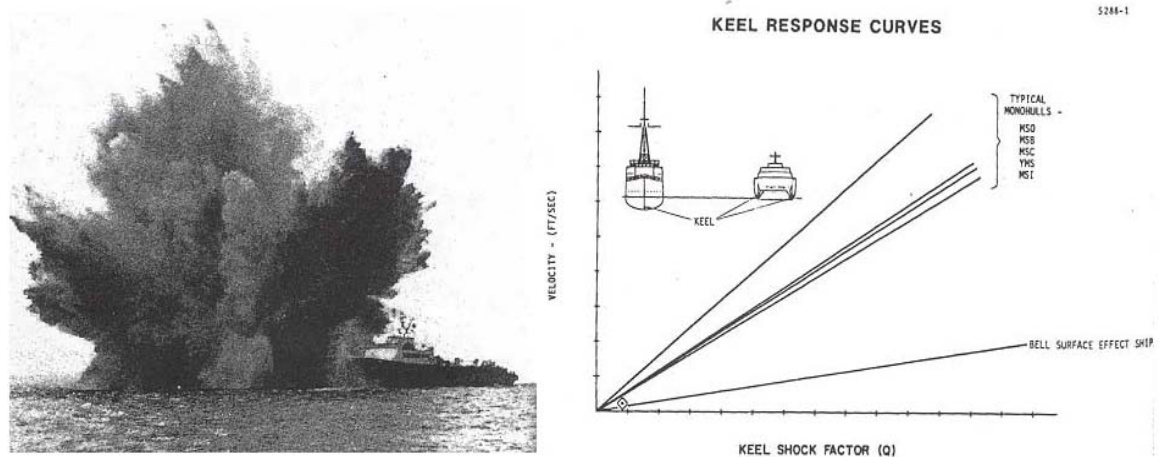 5288-1
KEEL RESPONSE CURVES
TYPICAL
MONOHULLS -
MSO
MSB
MSC
YMS
MSI
KEEL
VELOCITY - (FT/SEC)
BELL SURFACE EFFECT SHIP
KEEL SHOCK FACTOR (Q)